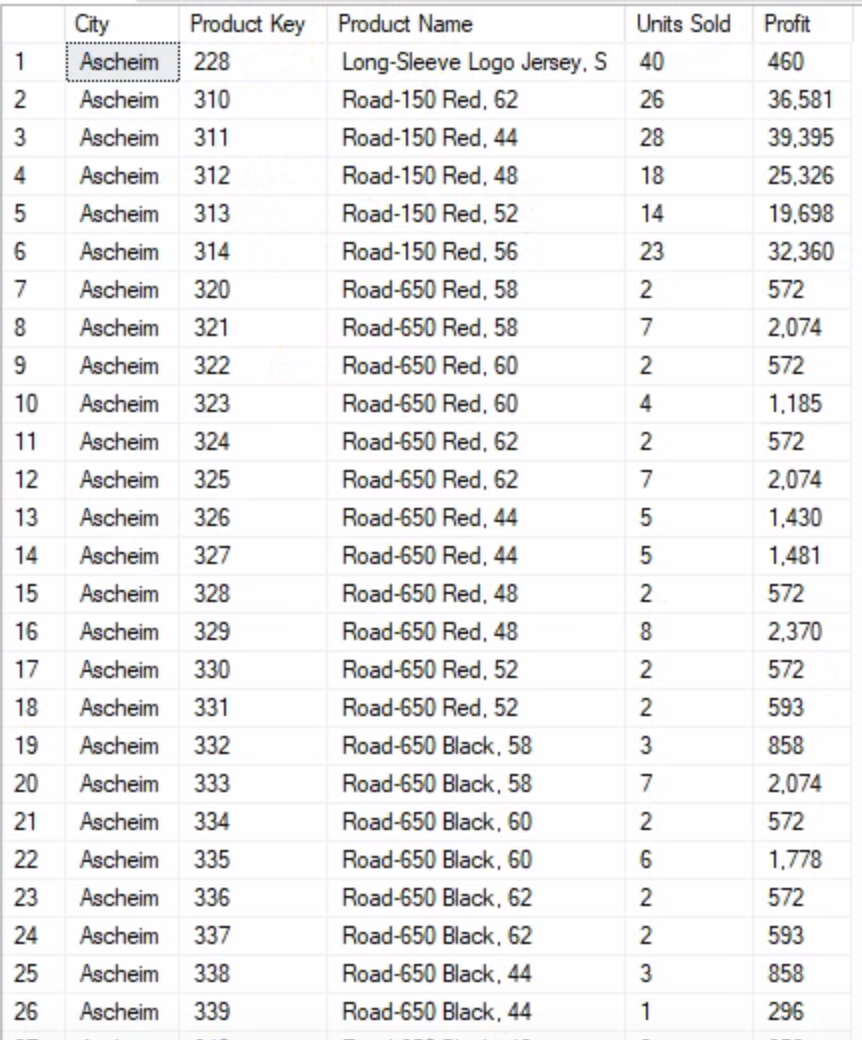 City Product Key Product Name Units Sold Profit
1 Ascheim 228 Long-Sleeve Logo Jersey, S 40 460
2 Ascheim 310 Road-150 Red, 62 26 36,581
3 Ascheim 311 Road-150 Red, 44 28 39,395
4 Ascheim 312 Road-150 Red, 48 18 25,326
5 Ascheim 313 Road-150 Red, 52 14 19,698
6 Ascheim 314 Road-150 Red, 56 23 32,360
7 Ascheim 320 Road-650 Red, 58 2 572
8 Ascheim 321 Road-650 Red, 58 7 2,074
9 Ascheim 322 Road-650 Red, 60 2 572
10 Ascheim 323 Road-650 Red, 60 4 1,185
11 Ascheim 324 Road-650 Red, 62 2 572
12 Ascheim 325 Road-650 Red, 62 7 2,074
13 Ascheim 326 Road-650 Red, 44 5 1,430
14 Ascheim 327 Road-650 Red, 44 5 1,481
15 Ascheim 328 Road-650 Red, 48 2 572
16 Ascheim 329 Road-650 Red, 48 8 2,370
17 Ascheim 330 Road-650 Red, 52 2 572
18 Ascheim 331 Road-650 Red, 52 2 593
19 Ascheim 332 Road-650 Black, 58 3 858
20 Ascheim 333 Road-650 Black, 58 7 2,074
21 Ascheim 334 Road-650 Black, 60 2 572
22 Ascheim 335 Road-650 Black, 60 6 1,778
23 Ascheim 336 Road-650 Black, 62 2 572
24 Ascheim 337 Road-650 Black, 62 2 593
25 Ascheim 338 Road-650 Black, 44 3 858
26 Ascheim 339 Road-650 Black, 44 1 296